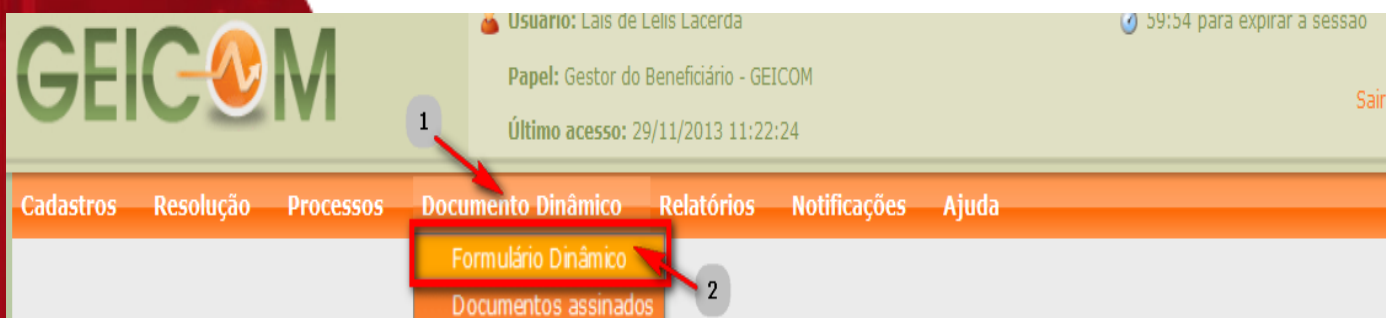 GEICOM
Usuário: Lais de Lelis Lacerda
59:54 para expirar a sessão
Papel: Gestor do Beneficiário - GEICOM
Sair
1
Último acesso: 29/11/2013 11:22:24
Cadastros Resolução Processos Documento Dinâmico Relatórios Notificações Ajuda
Formulário Dinâmico
2
Documentos assinados